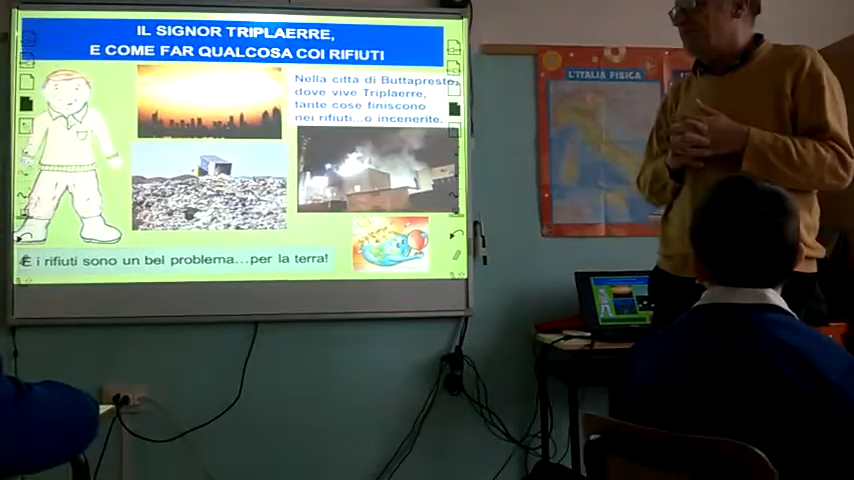 IL SIGNOR TRIPLAERRE,
E COME FAR QUALCOSA COI RIFIUTI
Nella città di Buttapresto,
dove vive Triplaerre,
tante cose finiscono
nei rifiuti...o incenerite.
E i rifiuti sono un bel problema...per la terra!
L'ITALIA FISICA